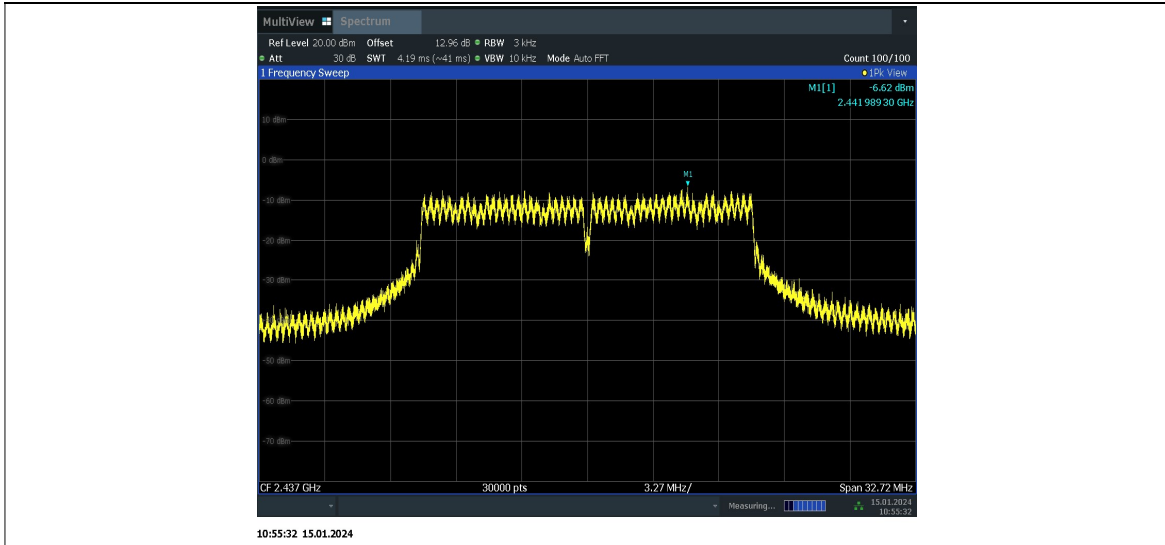 MultiView Spectrum
Ref Level 20.00 dBm Offset 12.96 dB RBW 3 kHz
Att 30 dB SWT 4.19 ms (~41 ms) VBW 10 kHz Mode Auto FFT Count 100/100
1 Frequency Sweep 1Pk View
M1[1] -6.62 dBm
2.441 989 30 GHz
10 dBm
0 dBm
M1
-10 dBm
-20 dBm
-30 dBm
-50 dBm
-60 dBm
-70 dBm
CF 2.437 GHz 30000 pts 3.27 MHz/ Span 32.72 MHz
Measuring... 15.01.2024
10:55:32
10:55:32 15.01.2024